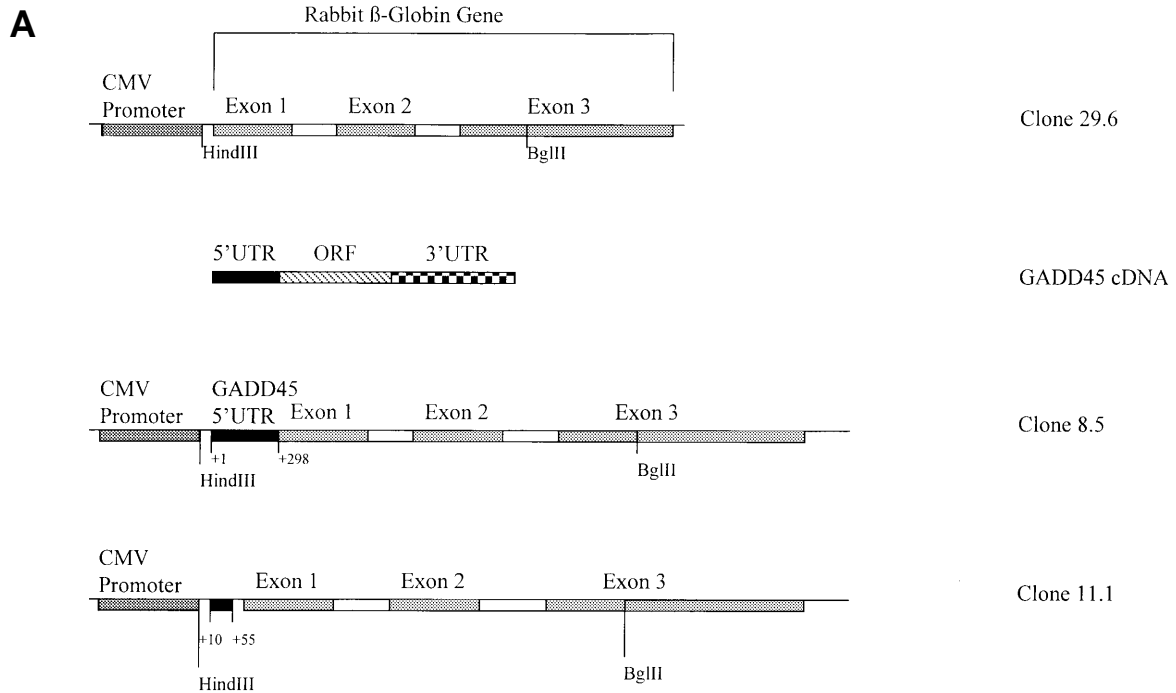 A
Rabbit ß-Globin Gene
CMV
Promoter
Exon 1
Exon 2
Exon 3
Clone 29.6
HindIII
BglII
5’UTR
ORF
3’UTR
GADD45 cDNA
CMV
Promoter
GADD45
5’UTR
Exon 1
Exon 2
Exon 3
Clone 8.5
+1
+298
HindIII
BglII
CMV
Promoter
Exon 1
Exon 2
Exon 3
Clone 11.1
+10
+55
HindIII
BglII